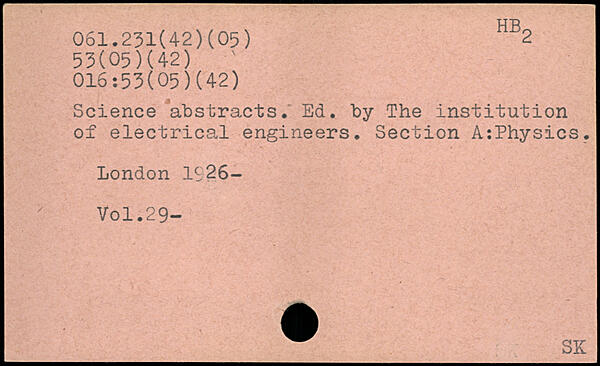 061.231(42)(05)
HB2
53(05)(42)
016:53(05)(42)
Science abstracts. Ed. by The institution
of electrical engineers. Section A:Physics.
London 1926-
Vol.29-
SK